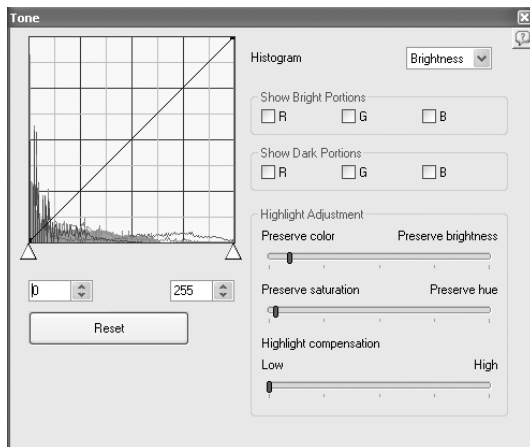 Tone
Histogram
Brightness
Show Bright Portions
R G B
Show Dark Portions
R G B
Highlight Adjustment
Preserve color Preserve brightness
Preserve saturation Preserve hue
Highlight compensation
Low High
0 255
Reset